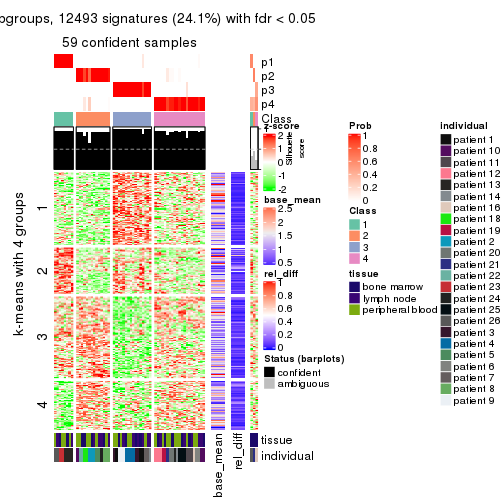 ogroups, 12493 signatures (24.1%) with fdr < 0.05
59 confident samples
p1
p2
p3
p4
Class
Silhouette
score
k-means with 4 groups
1
2
3
4
base_mean
rel_diff
tissue
individual
z-score
2
1
0
-1
-2
base_mean
2.5
2
1.5
1
0.5
rel_diff
1
0.8
0.6
0.4
0.2
0
Status (barplots)
confident
ambiguous
Prob
1
0.8
0.6
0.4
0.2
0
Class
1
2
3
4
tissue
bone marrow
lymph node
peripheral blood
individual
patient 1
patient 10
patient 11
patient 12
patient 13
patient 14
patient 16
patient 18
patient 19
patient 2
patient 20
patient 21
patient 22
patient 23
patient 24
patient 25
patient 26
patient 3
patient 4
patient 5
patient 6
patient 7
patient 8
patient 9